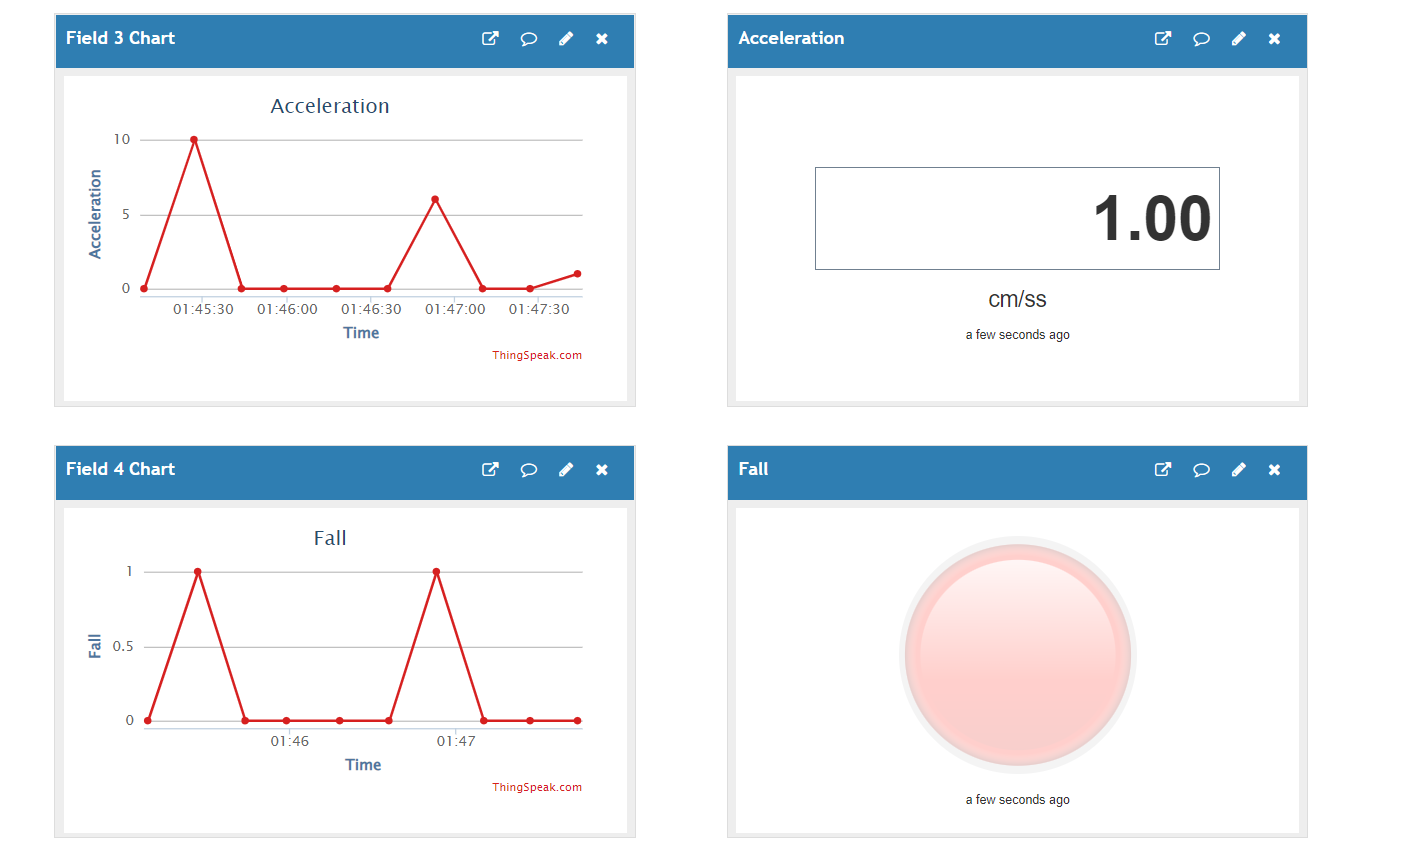 Field 3 Chart
Acceleration
10
5
0
Acceleration
01:45:30 01:46:00 01:46:30 01:47:00 01:47:30
Time
ThingSpeak.com
Acceleration
1.00
cm/ss
a few seconds ago
Field 4 Chart
Fall
1
0.5
0
Fall
01:46 01:47
Time
ThingSpeak.com
Fall
a few seconds ago